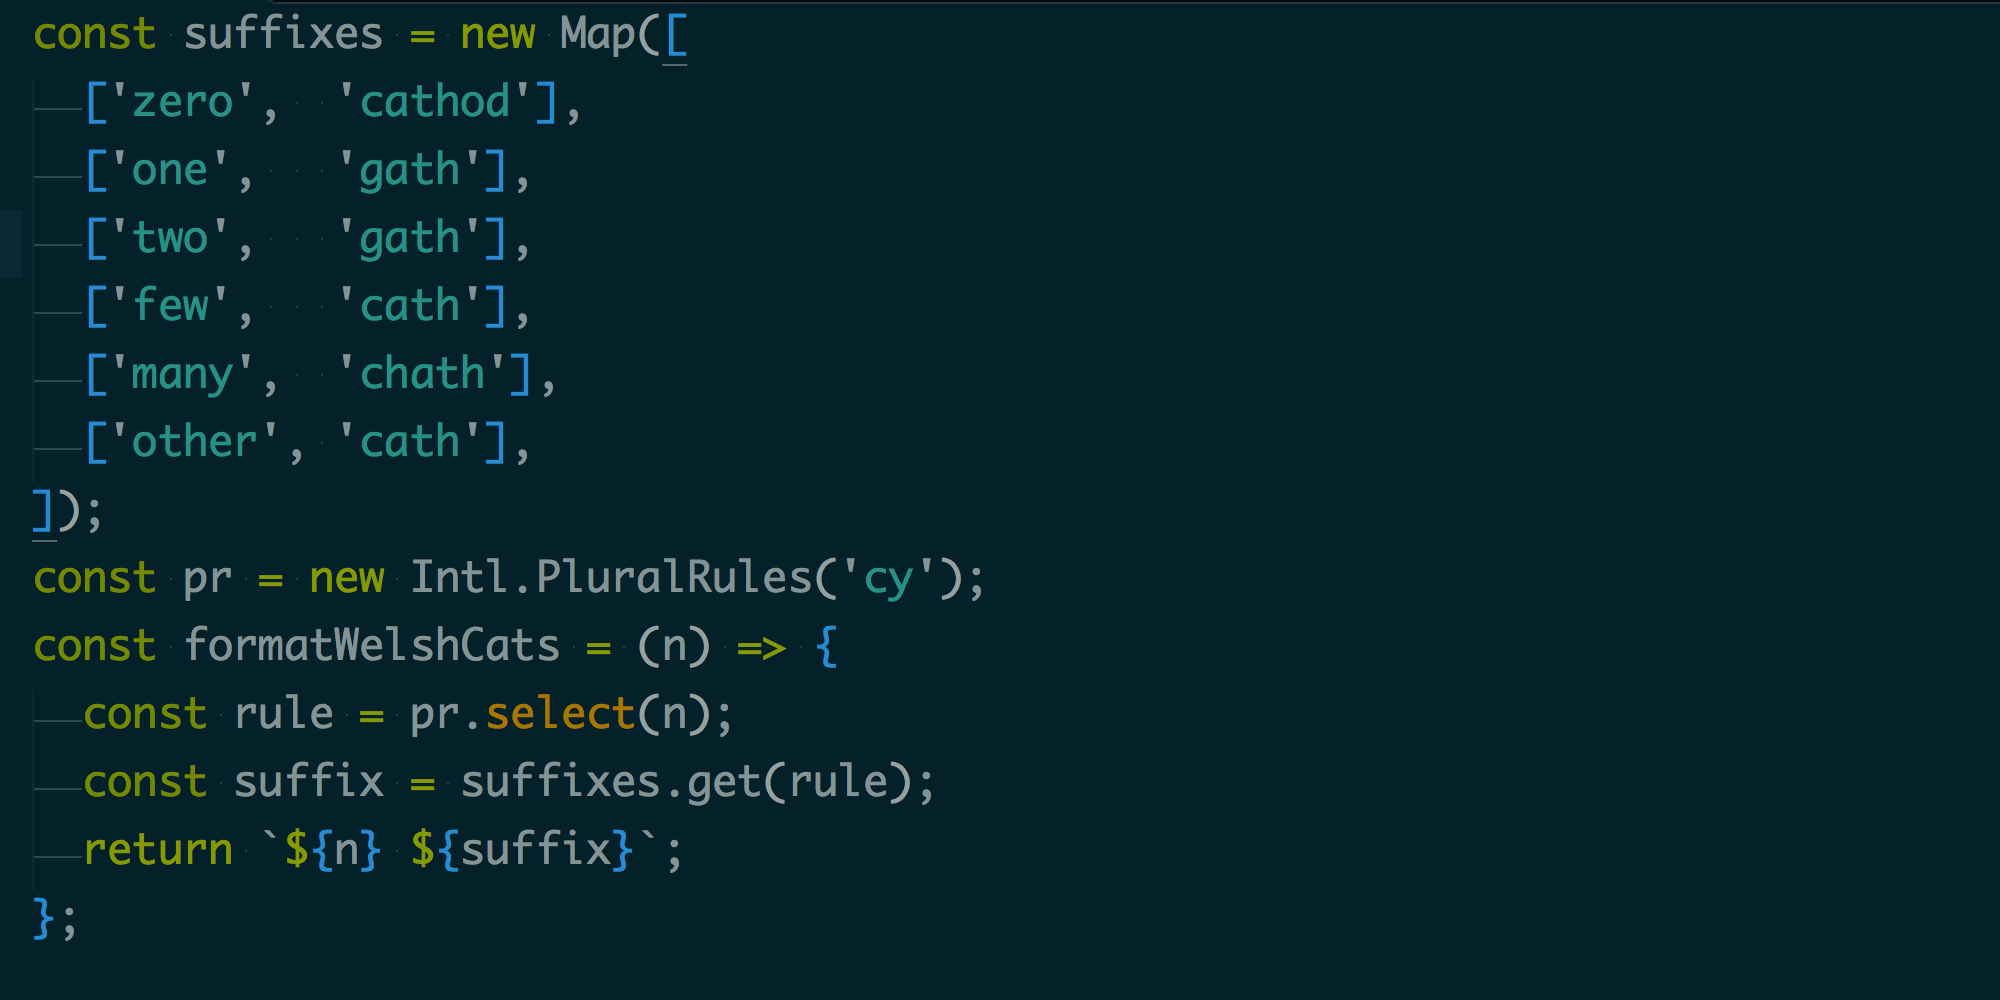 const suffixes = new Map([
  ['zero',  'cathod'],
  ['one',   'gath'],
  ['two',   'gath'],
  ['few',   'cath'],
  ['many',  'chath'],
  ['other', 'cath'],
]);
const pr = new Intl.PluralRules('cy');
const formatWelshCats = (n) => {
  const rule = pr.select(n);
  const suffix = suffixes.get(rule);
  return `${n} ${suffix}`;
};